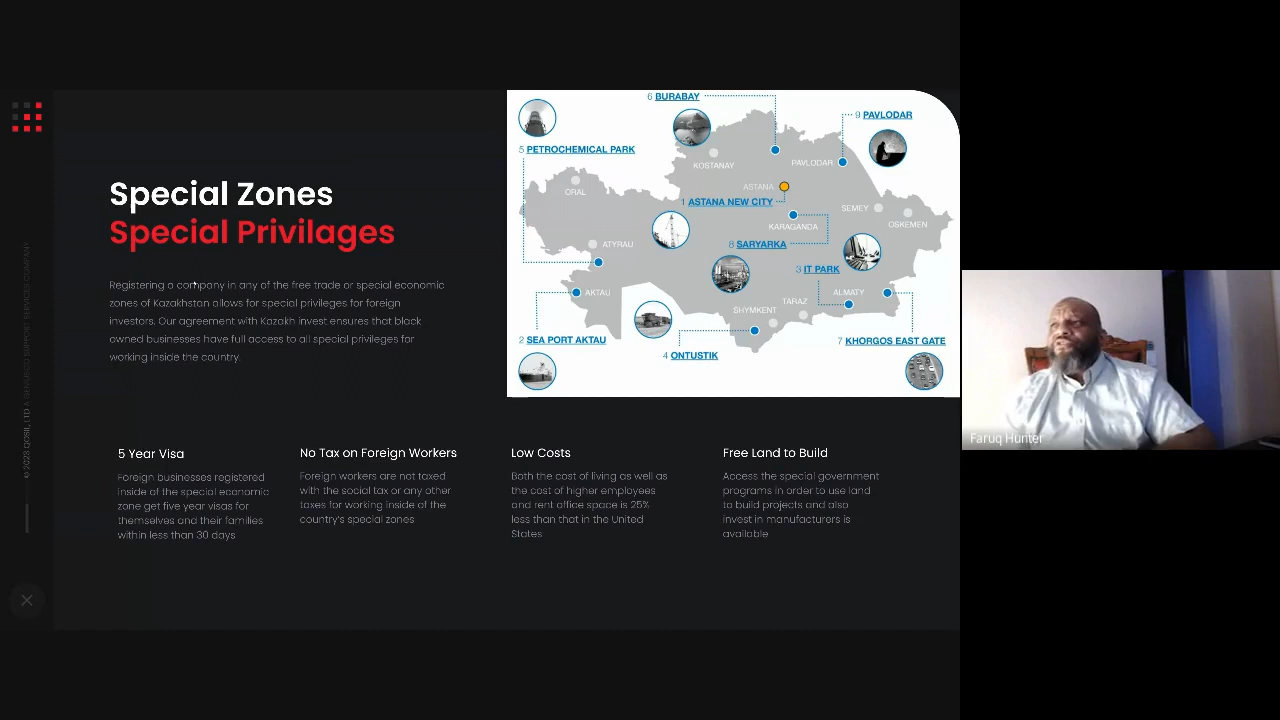 Special Zones
Special Privilages
Registering a company in any of the free trade or special economic
zones of Kazakhstan allows for special privileges for foreign
investors. Our agreement with Kazakh invest ensures that black
owned businesses have full access to all special privileges for
working inside the country.
6 BURABAY
9 PAVLODAR
5 PETROCHEMICAL PARK
KOSTANAY
PAVLODAR
ORAL
ASTANA
1 ASTANA NEW CITY
SEMEY
OSKEMEN
KARAGANDA
ATYRAU
8 SARYARKA
3 IT PARK
AKTAU
ALMATY
TARAZ
SHYMKENT
2 SEA PORT AKTAU
4 ONTUSTIK
7 KHORGOS EAST GATE
5 Year Visa
Foreign businesses registered
inside of the special economic
zone get five year visas for
themselves and their families
within less than 30 days
No Tax on Foreign Workers
Foreign workers are not taxed
with the social tax or any other
taxes for working inside of the
country's special zones
Low Costs
Both the cost of living as well as
the cost of higher employees
and rent office space is 25%
less than that in the United
States
Free Land to Build
Access the special government
programs in order to use land
to build projects and also
invest in manufacturers is
available
Faruq Hunter